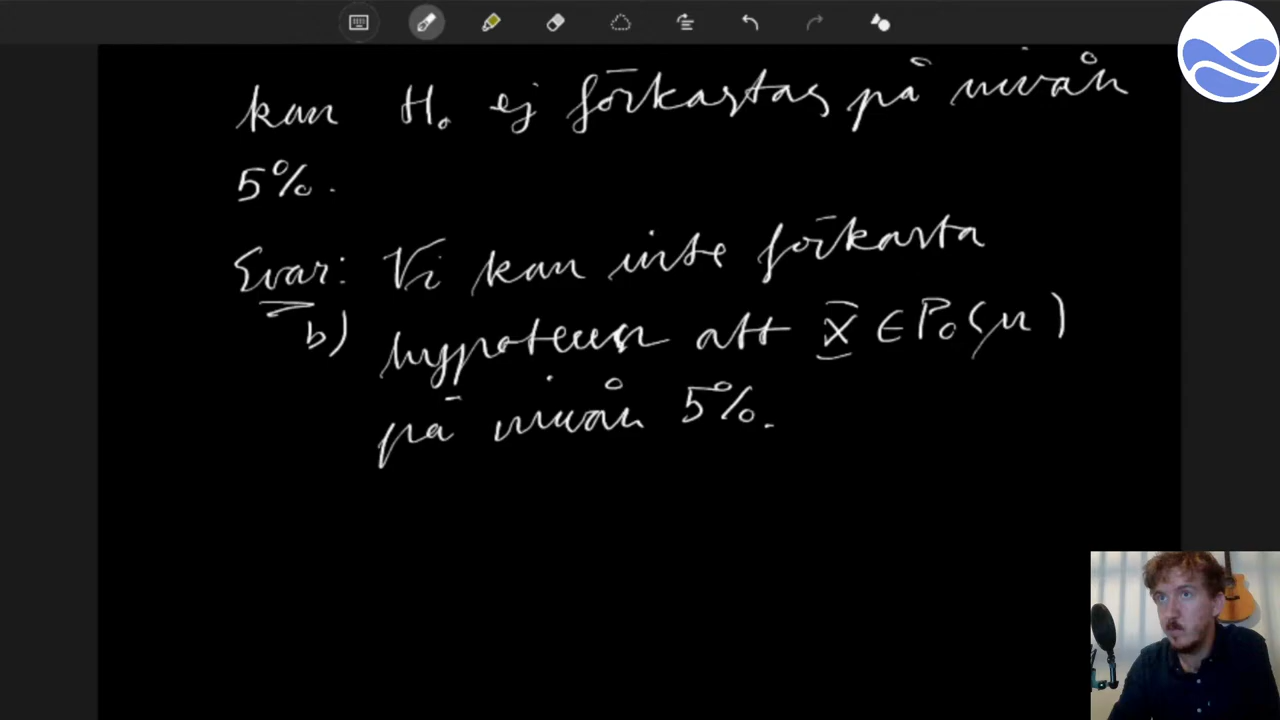 kan H₀ ej förkastas på nivån
5%.
Svar: Vi kan inte förkasta
b) hypotesen att X ∈ Po(μ)
på nivån 5%.